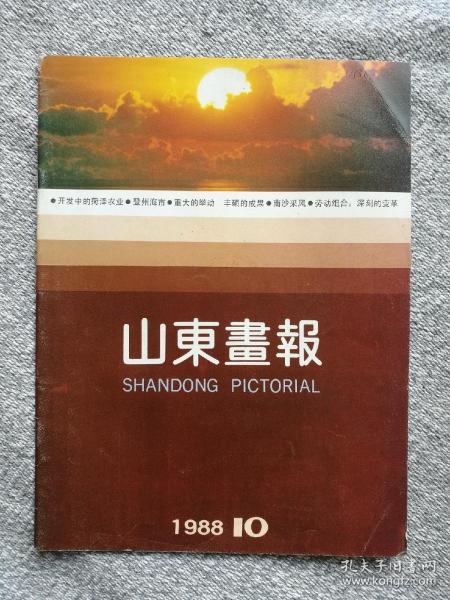 ●开发中的菏泽农业●登州海市●重大的举动 丰硕的成果●南沙采风●劳动组合：深刻的变革
山東畫報
SHANDONG PICTORIAL
1988 10
孔夫子旧书网
www.kongfz.com